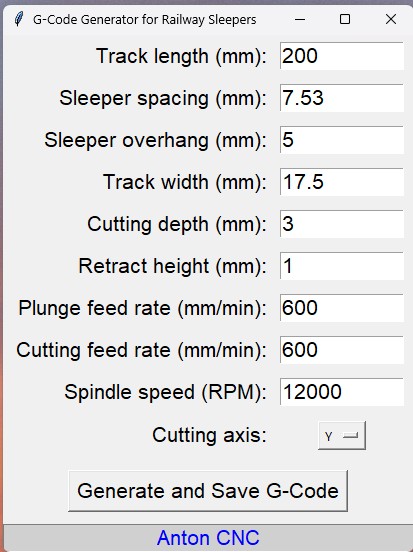 G-Code Generator for Railway Sleepers
Track length (mm): 200
Sleeper spacing (mm): 7.53
Sleeper overhang (mm): 5
Track width (mm): 17.5
Cutting depth (mm): 3
Retract height (mm): 1
Plunge feed rate (mm/min): 600
Cutting feed rate (mm/min): 600
Spindle speed (RPM): 12000
Cutting axis: Y
Generate and Save G-Code
Anton CNC